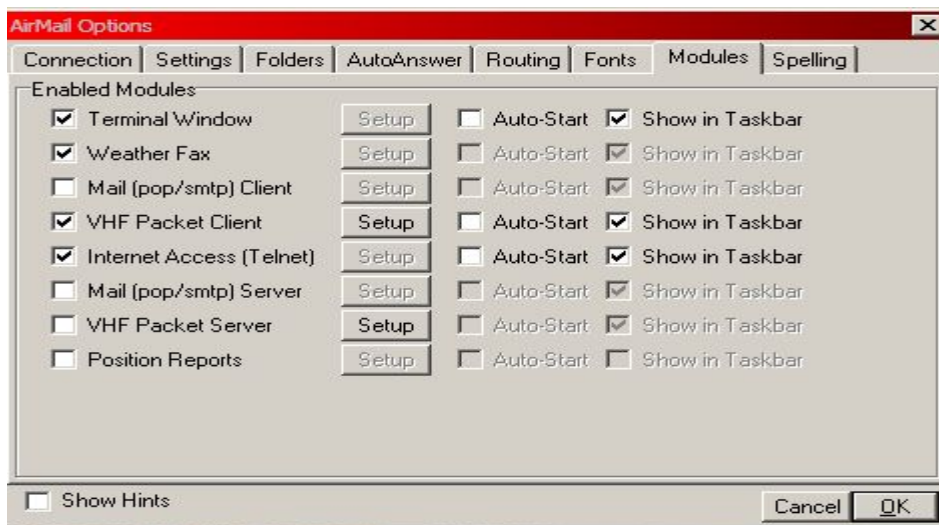 AirMail Options
Connection Settings Folders AutoAnswer Routing Fonts Modules Spelling
Enabled Modules
Terminal Window Setup Auto-Start Show in Taskbar
Weather Fax Setup Auto-Start Show in Taskbar
Mail (pop/smtp) Client Setup Auto-Start Show in Taskbar
VHF Packet Client Setup Auto-Start Show in Taskbar
Internet Access (Telnet) Setup Auto-Start Show in Taskbar
Mail (pop/smtp) Server Setup Auto-Start Show in Taskbar
VHF Packet Server Setup Auto-Start Show in Taskbar
Position Reports Setup Auto-Start Show in Taskbar
Show Hints Cancel OK